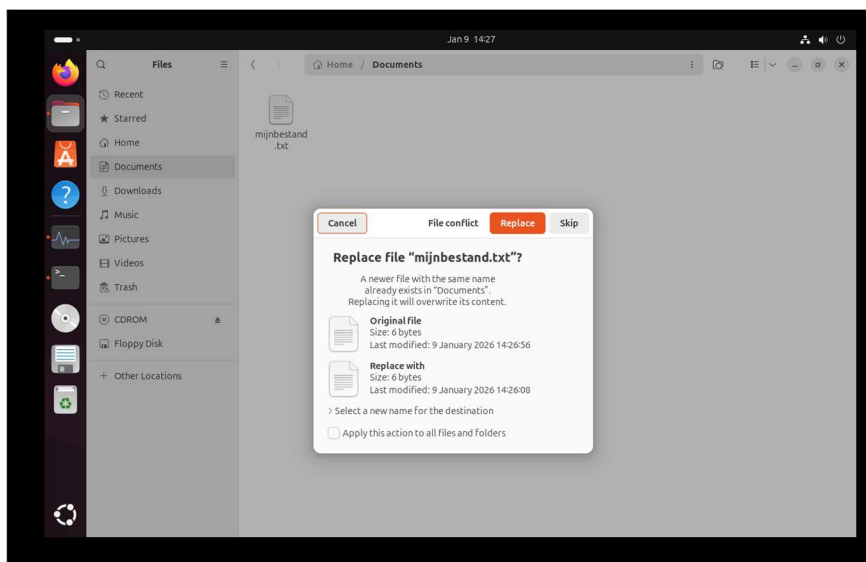 Jan 9 14:27
Files
Home / Documents
Recent
Starred
Home
Documents
Downloads
Music
Pictures
Videos
Trash
CDROM
Floppy Disk
+ Other Locations
mijnbestand
.txt
Cancel
File conflict
Replace
Skip
Replace file “mijnbestand.txt”?
A newer file with the same name
already exists in “Documents”.
Replacing it will overwrite its content.
Original file
Size: 6 bytes
Last modified: 9 January 2026 14:26:56
Replace with
Size: 6 bytes
Last modified: 9 January 2026 14:26:08
Select a new name for the destination
Apply this action to all files and folders